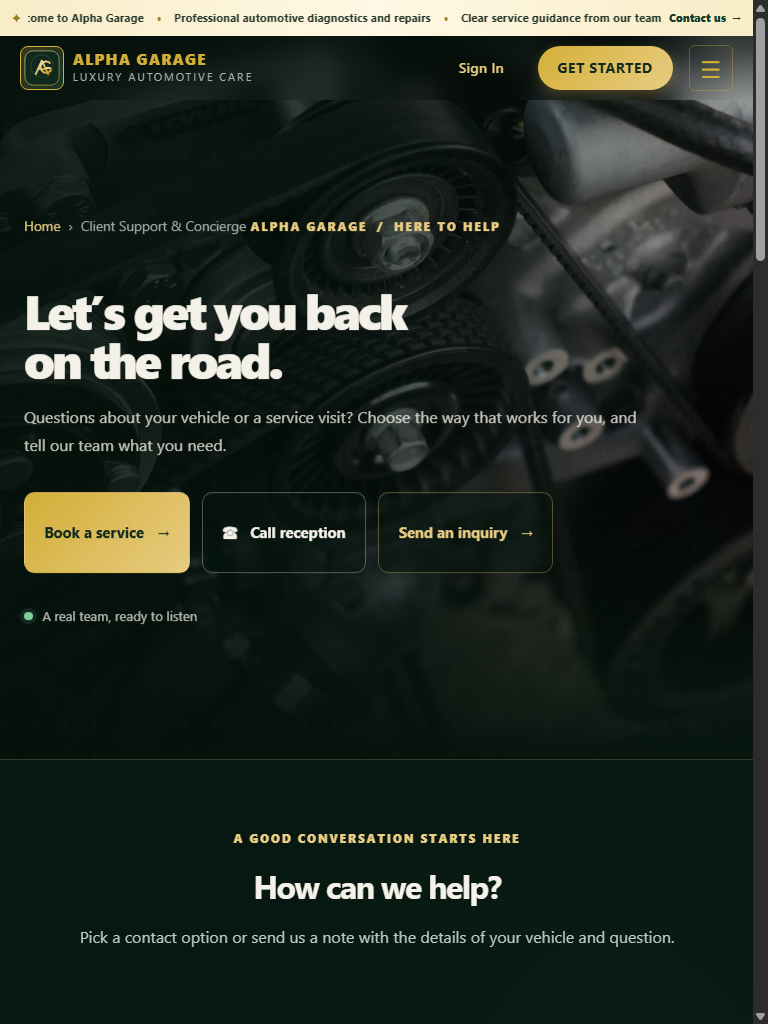 :ome to Alpha Garage • Professional automotive diagnostics and repairs • Clear service guidance from our team Contact us →
ALPHA GARAGE
LUXURY AUTOMOTIVE CARE
Sign In
GET STARTED
Home › Client Support & Concierge ALPHA GARAGE / HERE TO HELP
Let's get you back
on the road.
Questions about your vehicle or a service visit? Choose the way that works for you, and
tell our team what you need.
Book a service →
☎ Call reception
Send an inquiry →
A real team, ready to listen
A GOOD CONVERSATION STARTS HERE
How can we help?
Pick a contact option or send us a note with the details of your vehicle and question.